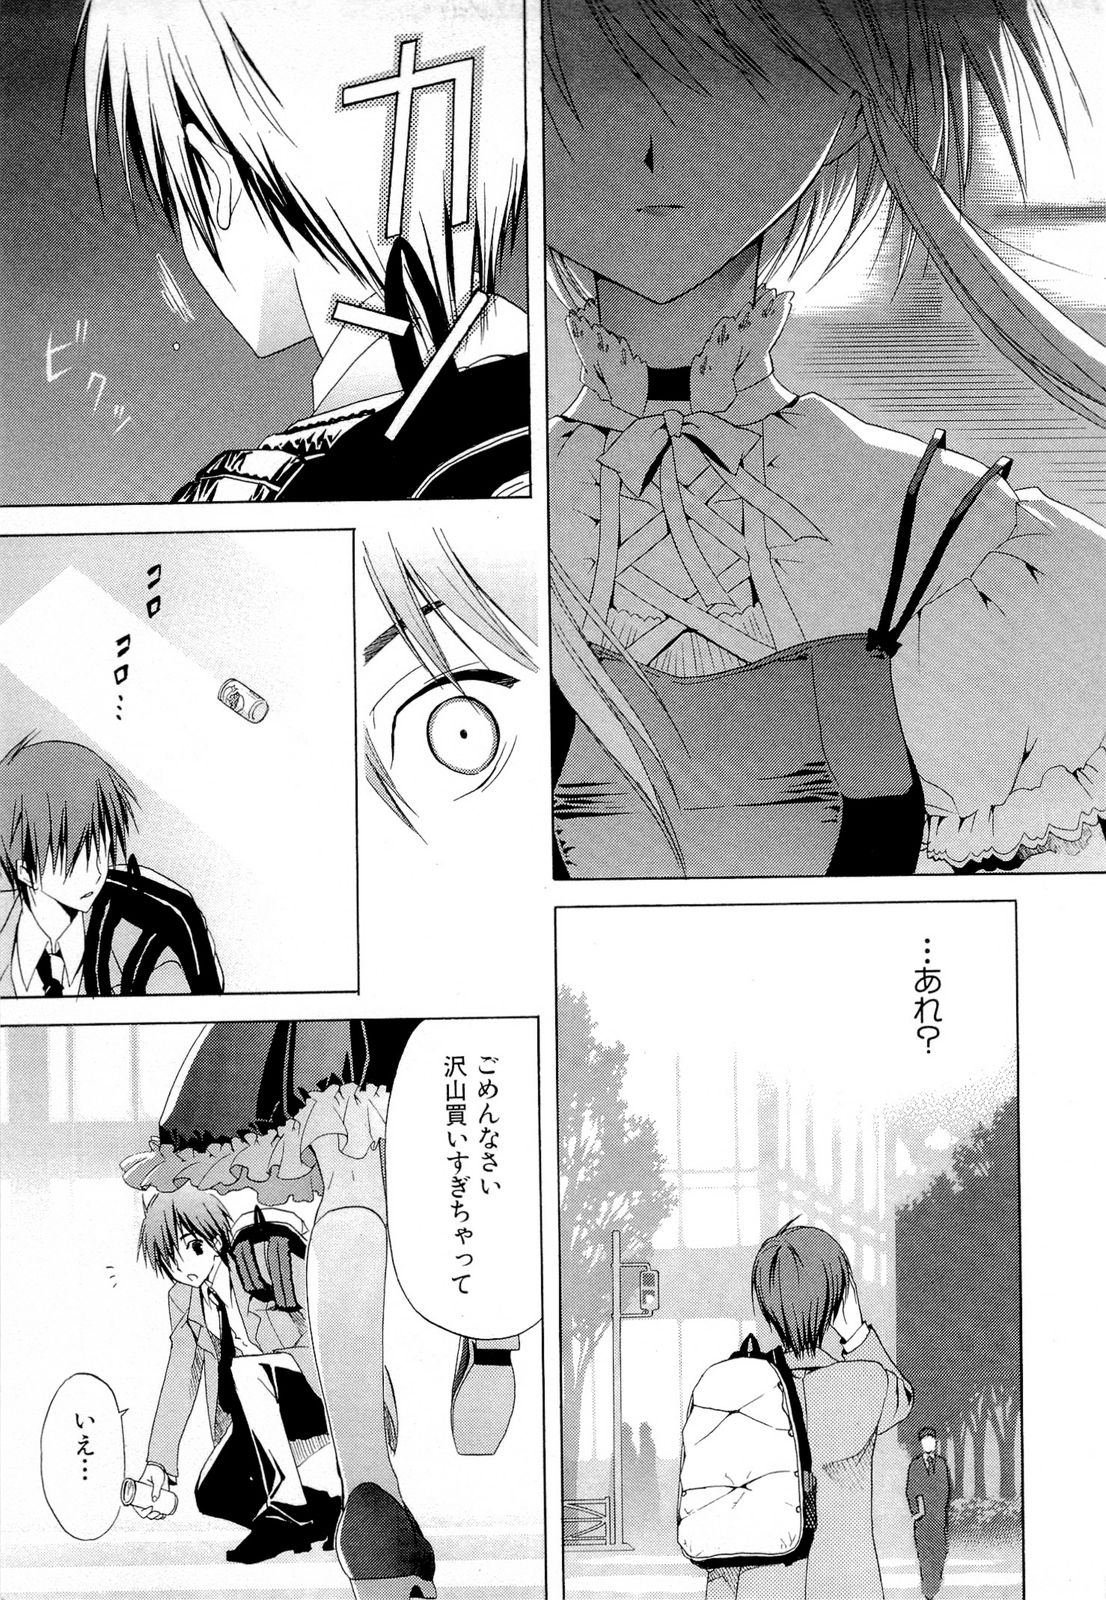 カン
ビクッ
コロ
コロ…
…あれ？
ごめんなさい
沢山買いすぎちゃって
いえ…